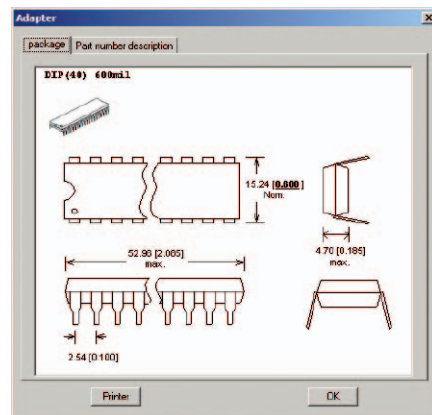 Adapter
package Part number description
DIP(40) 600mil
15.24 [0.600]
Nom.
52.96 [2.085]
max.
4.70 [0.185]
max.
2.54 [0.100]
Printer OK